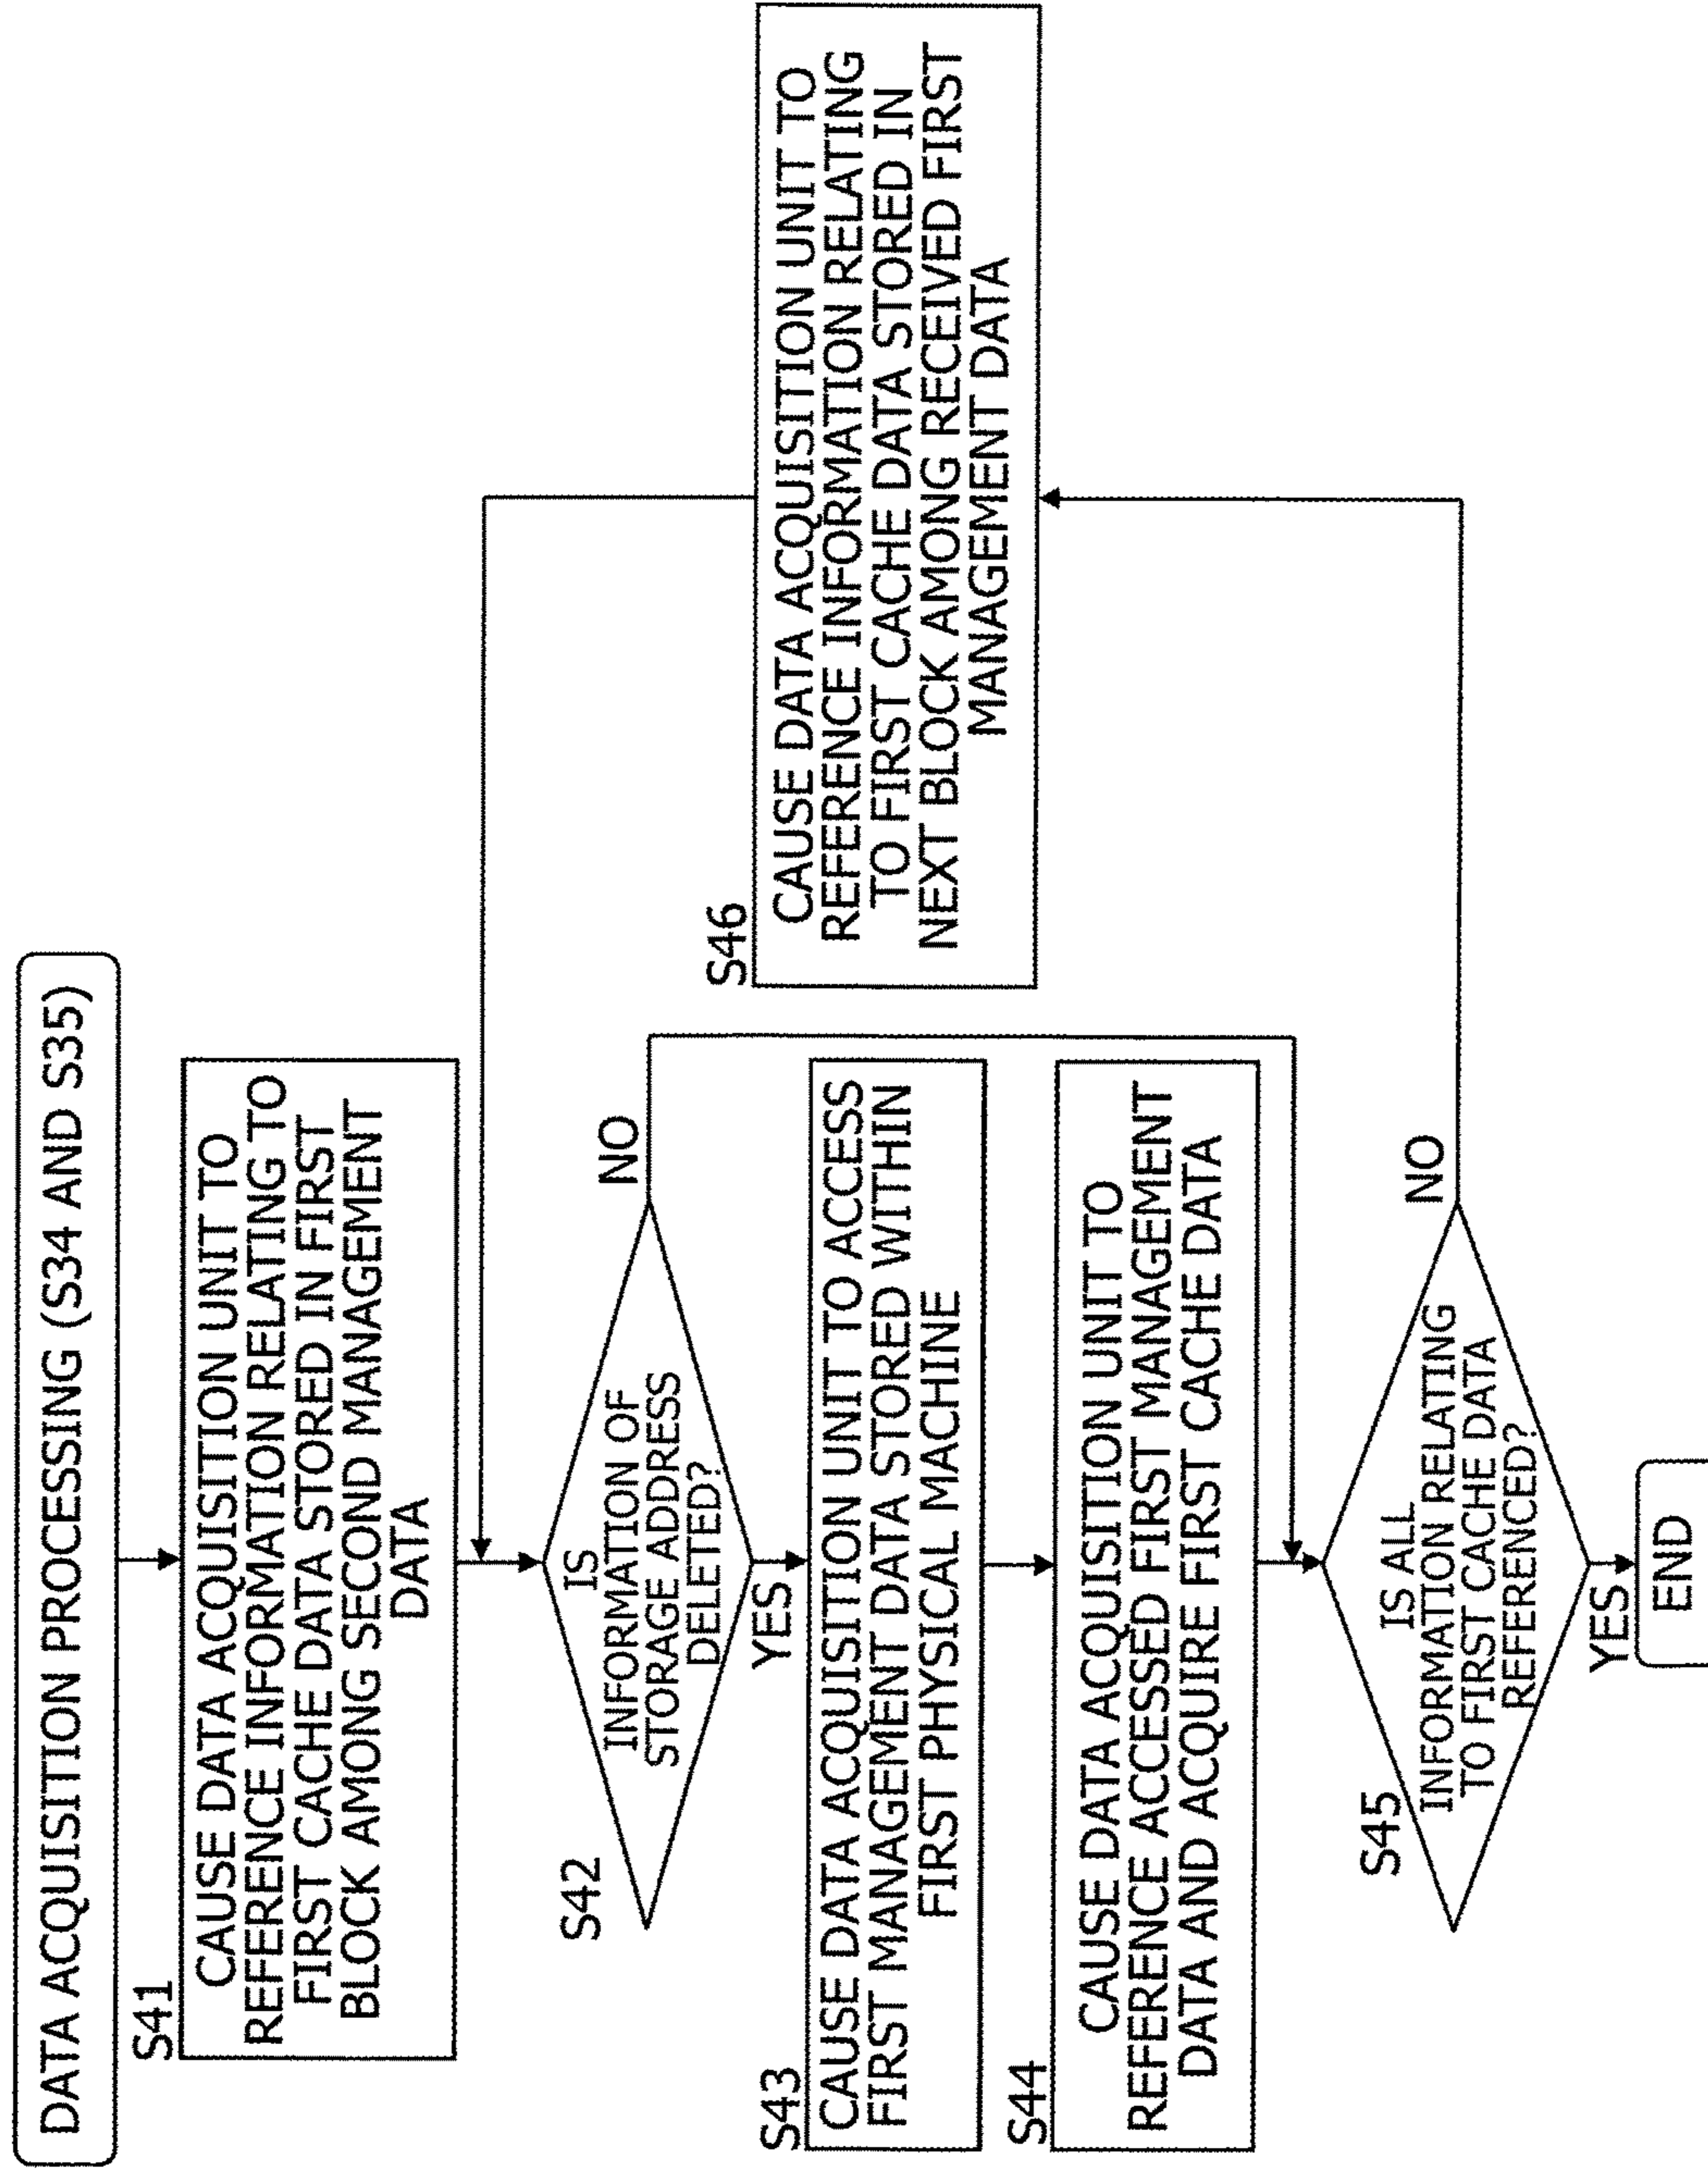 DATA ACQUISITION PROCESSING (S34 AND S35)
S41
CAUSE DATA ACQUISITION UNIT TO
REFERENCE INFORMATION RELATING TO
FIRST CACHE DATA STORED IN FIRST
BLOCK AMONG SECOND MANAGEMENT
DATA
S42
IS
INFORMATION OF
STORAGE ADDRESS
DELETED?
NO
YES
S43
CAUSE DATA ACQUISITION UNIT TO ACCESS
FIRST MANAGEMENT DATA STORED WITHIN
FIRST PHYSICAL MACHINE
S44
CAUSE DATA ACQUISITION UNIT TO
REFERENCE ACCESSED FIRST MANAGEMENT
DATA AND ACQUIRE FIRST CACHE DATA
S45
IS ALL
INFORMATION RELATING
TO FIRST CACHE DATA
REFERENCED?
NO
YES
END
S46
CAUSE DATA ACQUISITION UNIT TO
REFERENCE INFORMATION RELATING
TO FIRST CACHE DATA STORED IN
NEXT BLOCK AMONG RECEIVED FIRST
MANAGEMENT DATA